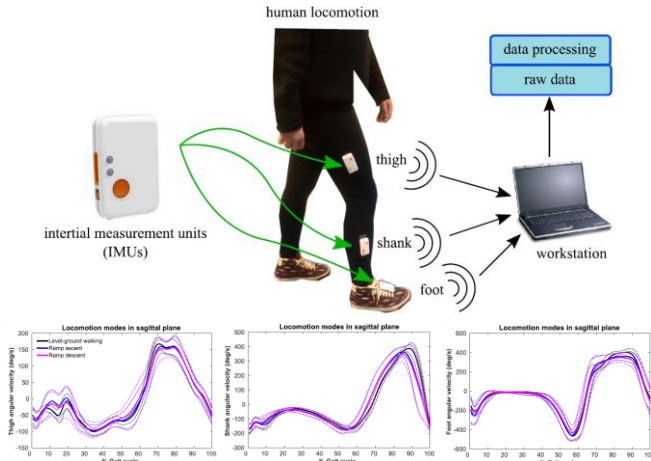 human locomotion
data processing
raw data
thigh
shank
foot
intertial measurement units
(IMUs)
workstation
Locomotion modes in sagittal plane
200
150
100
50
0
-50
-100
-150
0 10 20 30 40 50 60 70 80 90 100
Thigh angular velocity (deg/s)
Level-ground walking
Ramp ascent
Ramp descent
% Gait cycle
Locomotion modes in sagittal plane
500
400
300
200
100
0
-100
-200
-300
0 10 20 30 40 50 60 70 80 90 100
Shank angular velocity (deg/s)
% Gait cycle
Locomotion modes in sagittal plane
600
400
200
0
-200
-400
-600
0 10 20 30 40 50 60 70 80 90 100
Foot angular velocity (deg/s)